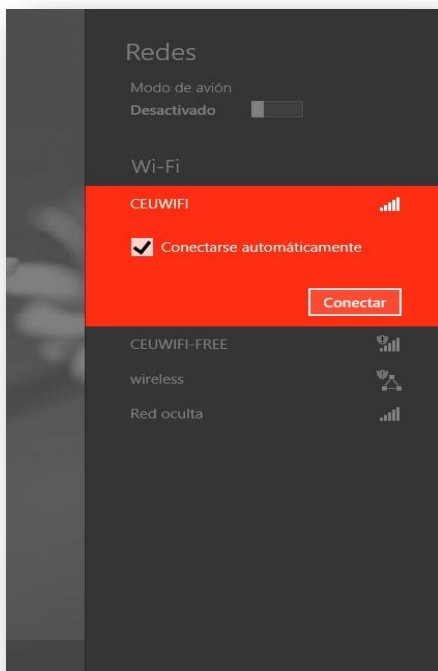 Redes
Modo de avión
Desactivado
Wi-Fi
CEUWIFI
Conectarse automáticamente
Conectar
CEUWIFI-FREE
wireless
Red oculta